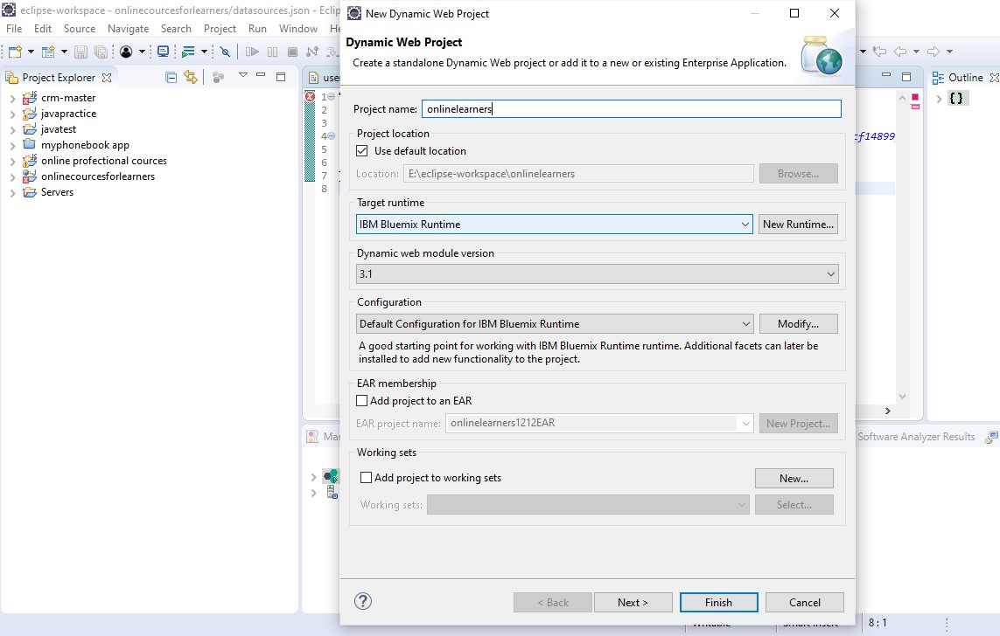 eclipse-workspace - onlinecourcesforlearners/datasources.json - Eclip
New Dynamic Web Project
File Edit Source Navigate Search Project Run Window He
Dynamic Web Project
Create a standalone Dynamic Web project or add it to a new or existing Enterprise Application.
Project Explorer
use
Outline
crm-master
javapractice
javatest
myphonebook app
online profectional cources
onlinecourcesforlearners
Servers
1
2
3
4
5
6
7
8
{}
cf14899
Project name: onlinelearners
Project location
Use default location
Location: E:\eclipse-workspace\onlinelearners Browse...
Target runtime
IBM Bluemix Runtime New Runtime...
Dynamic web module version
3.1
Configuration
Default Configuration for IBM Bluemix Runtime Modify...
A good starting point for working with IBM Bluemix Runtime runtime. Additional facets can later be
installed to add new functionality to the project.
EAR membership
Add project to an EAR
EAR project name: onlinelearners1212EAR New Project...
Mar
Software Analyzer Results
Working sets
Add project to working sets New...
Working sets: Select...
< Back Next > Finish Cancel
Writable Smart Insert 8 : 1